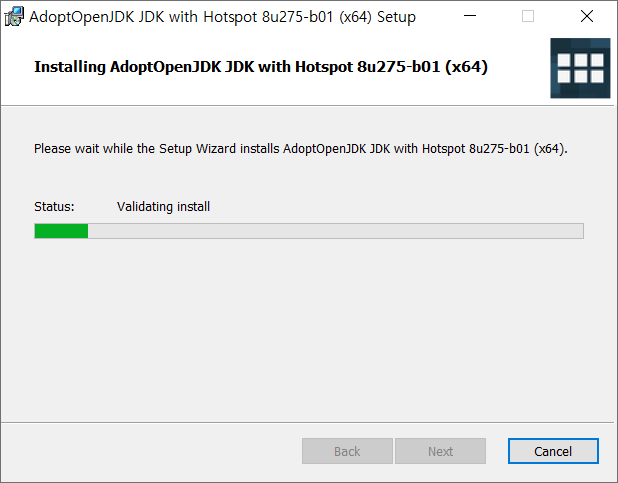 AdoptOpenJDK JDK with Hotspot 8u275-b01 (x64) Setup
Installing AdoptOpenJDK JDK with Hotspot 8u275-b01 (x64)
Please wait while the Setup Wizard installs AdoptOpenJDK JDK with Hotspot 8u275-b01 (x64).
Status: Validating install
Back Next Cancel